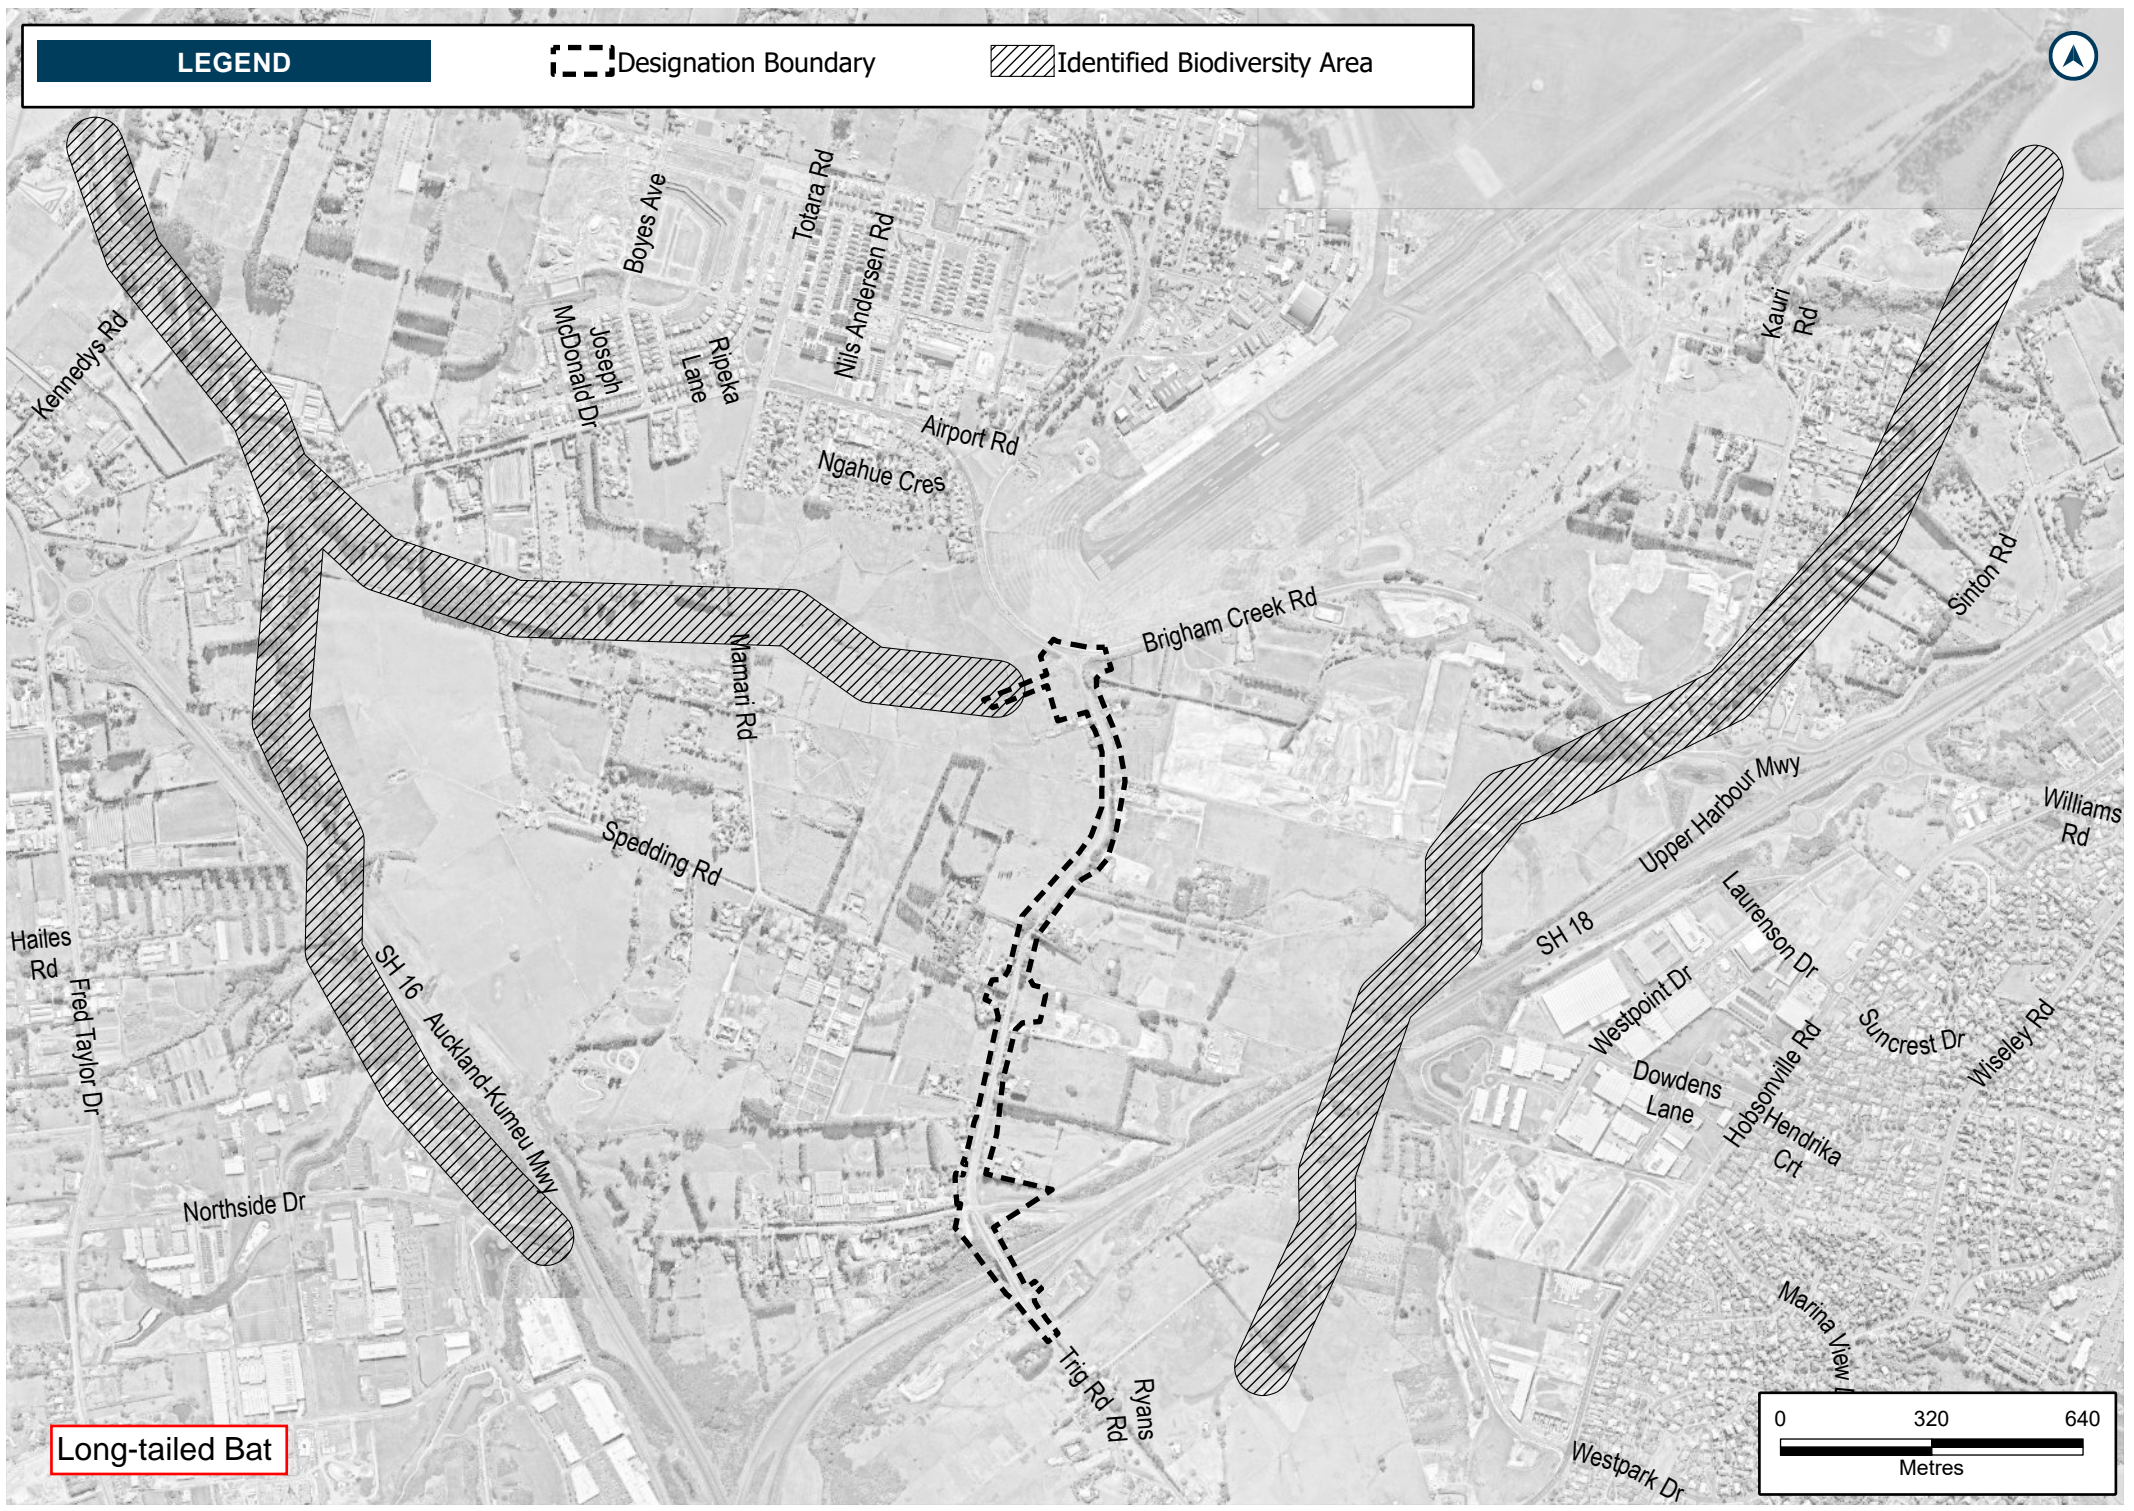 LEGEND
Designation Boundary
Identified Biodiversity Area
Boyes Ave
Totara Rd
Nils Andersen Rd
Kauri
Rd
Kennedys Rd
Joseph
McDonald Dr
Ripeka
Lane
Airport Rd
Ngahue Cres
Brigham Creek Rd
Sinton Rd
Mamari Rd
Spedding Rd
Upper Harbour Mwy
Williams
Rd
Hailes
Rd
Fred Taylor Dr
SH 16
Auckland-Kumeu Mwy
SH 18
Laurenson Dr
Westpoint Dr
Suncrest Dr
Wiseley Rd
Dowdens
Lane
Hobsonville Rd
Hendrika
Crt
Northside Dr
Marina View
Trig Rd
Ryans
Rd
Westpark Dr
Long-tailed Bat
0 320 640
Metres